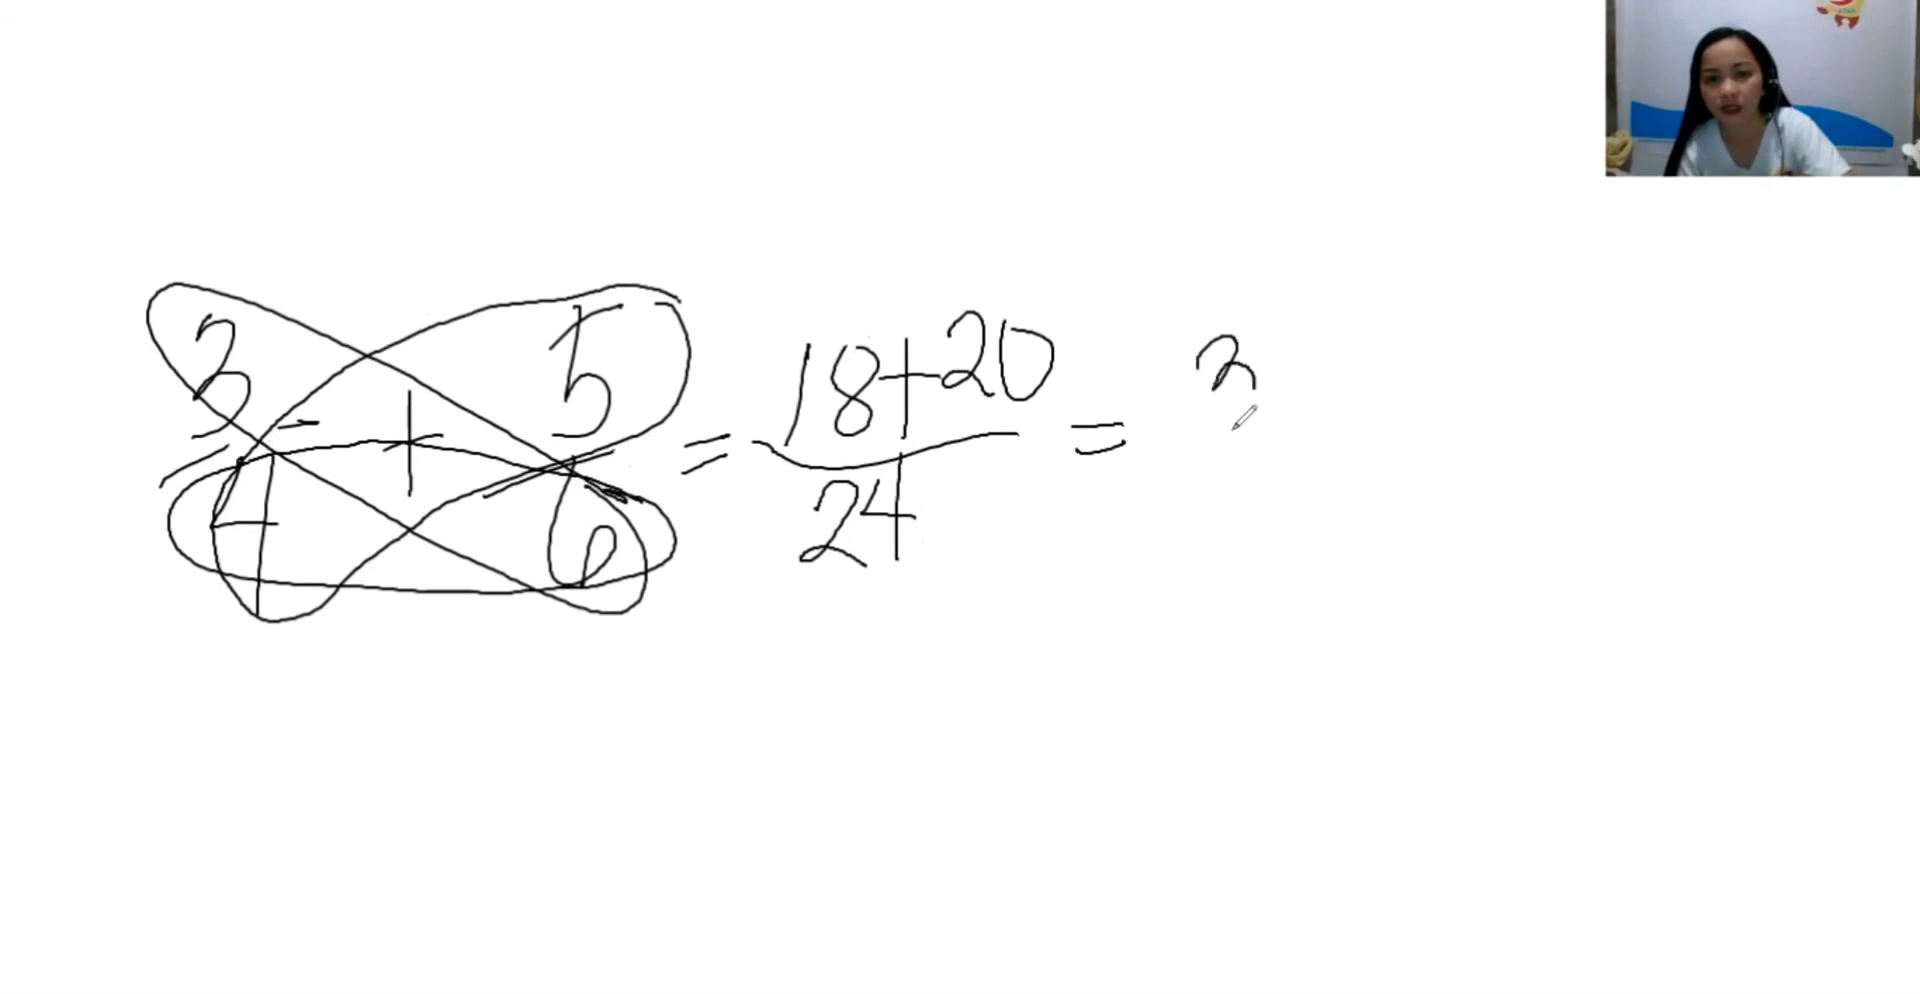 3/4 + 5/6 = 18+20/24 = 3